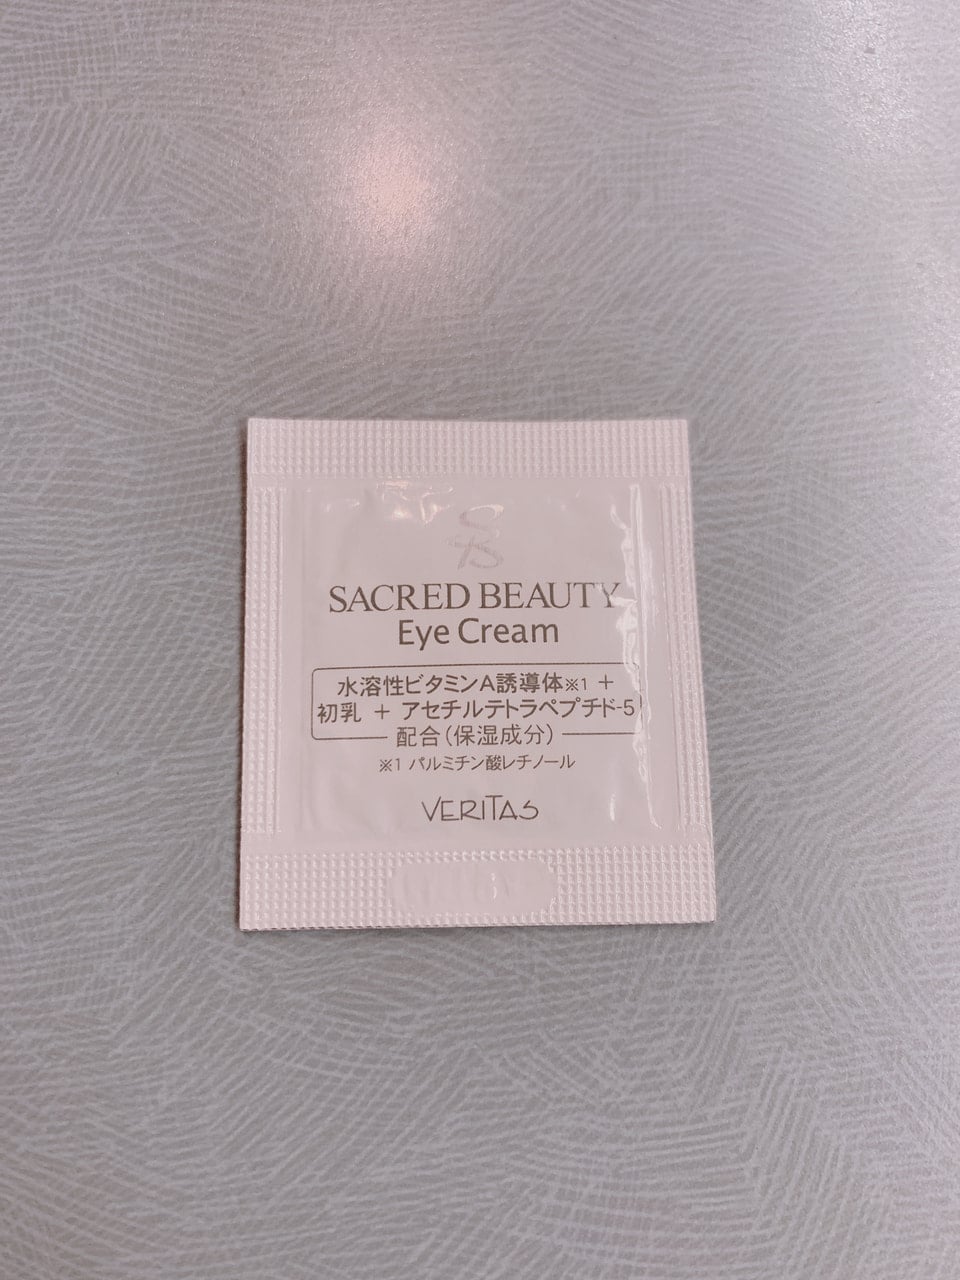 SACRED BEAUTY
Eye Cream
水溶性ビタミンA誘導体※1 +
初乳 + アセチルテトラペプチド-5
配合(保湿成分)
※1 パルミチン酸レチノール
VERITAS